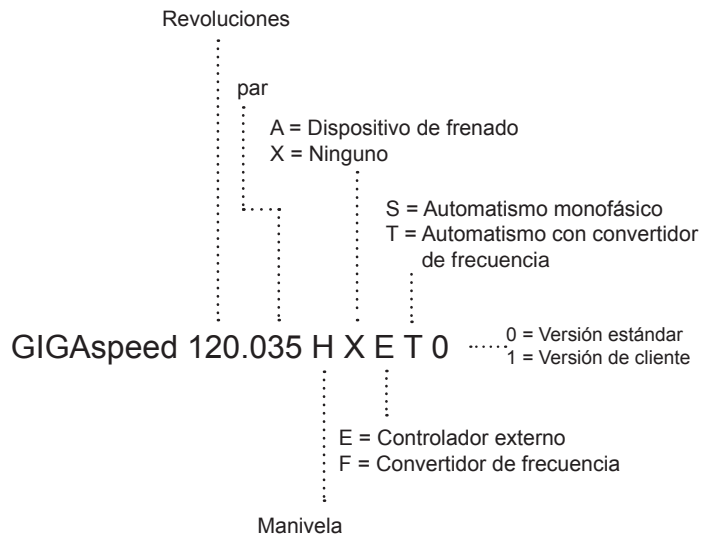 Revoluciones
par
A = Dispositivo de frenado
X = Ninguno
S = Automatismo monofásico
T = Automatismo con convertidor
de frecuencia
GIGAspeed 120.035 H X E T 0
0 = Versión estándar
1 = Versión de cliente
E = Controlador externo
F = Convertidor de frecuencia
Manivela